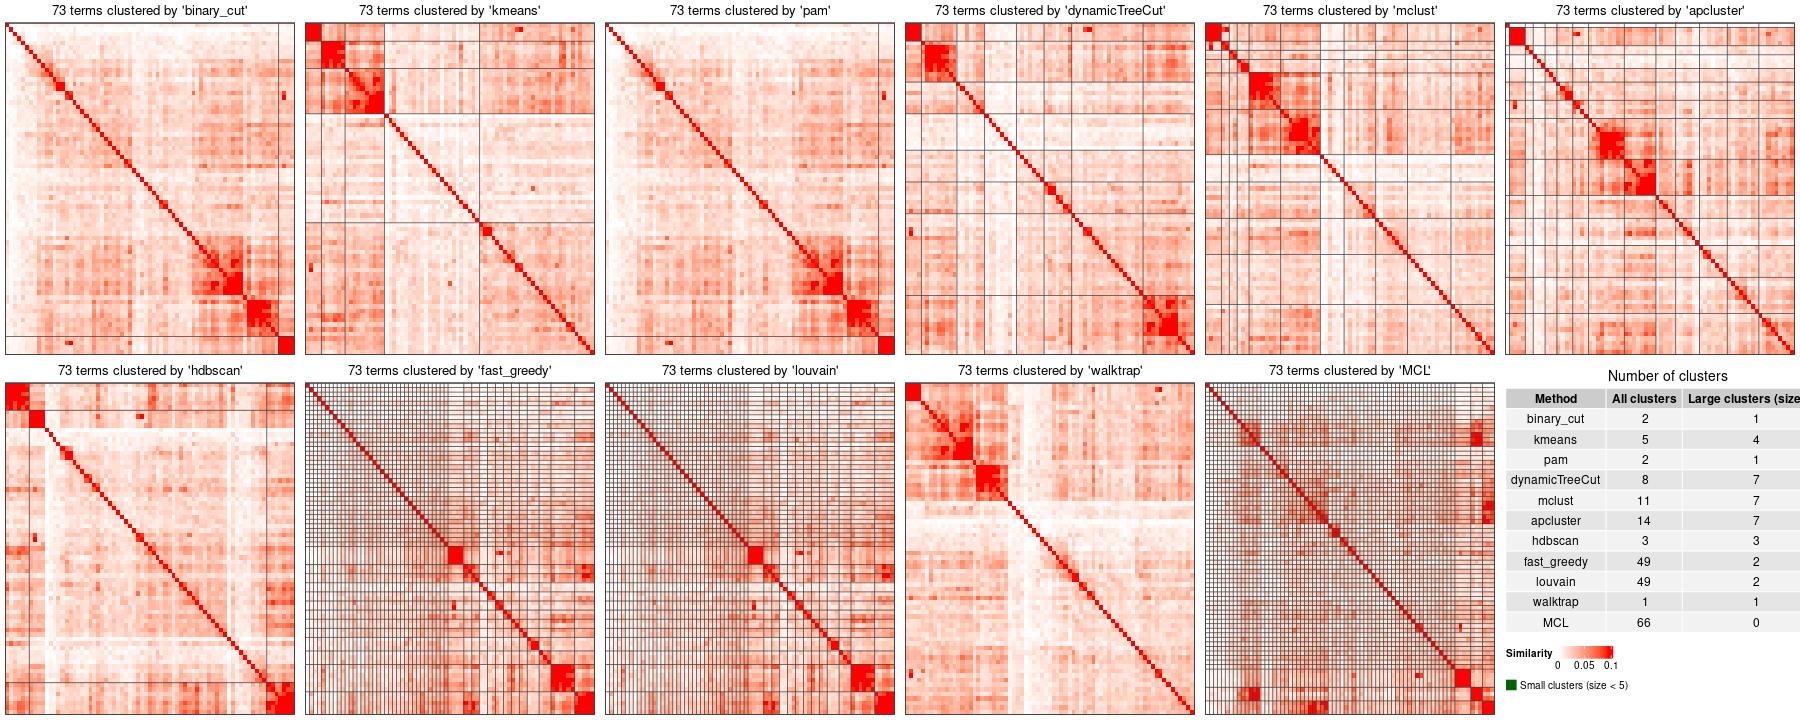 73 terms clustered by 'binary_cut'
73 terms clustered by 'kmeans'
73 terms clustered by 'pam'
73 terms clustered by 'dynamicTreeCut'
73 terms clustered by 'mclust'
73 terms clustered by 'apcluster'
73 terms clustered by 'hdbscan'
73 terms clustered by 'fast_greedy'
73 terms clustered by 'louvain'
73 terms clustered by 'walktrap'
73 terms clustered by 'MCL'
Number of clusters
Method All clusters Large clusters (size
binary_cut 2 1
kmeans 5 4
pam 2 1
dynamicTreeCut 8 7
mclust 11 7
apcluster 14 7
hdbscan 3 3
fast_greedy 49 2
louvain 49 2
walktrap 1 1
MCL 66 0
Similarity
0 0.05 0.1
Small clusters (size < 5)